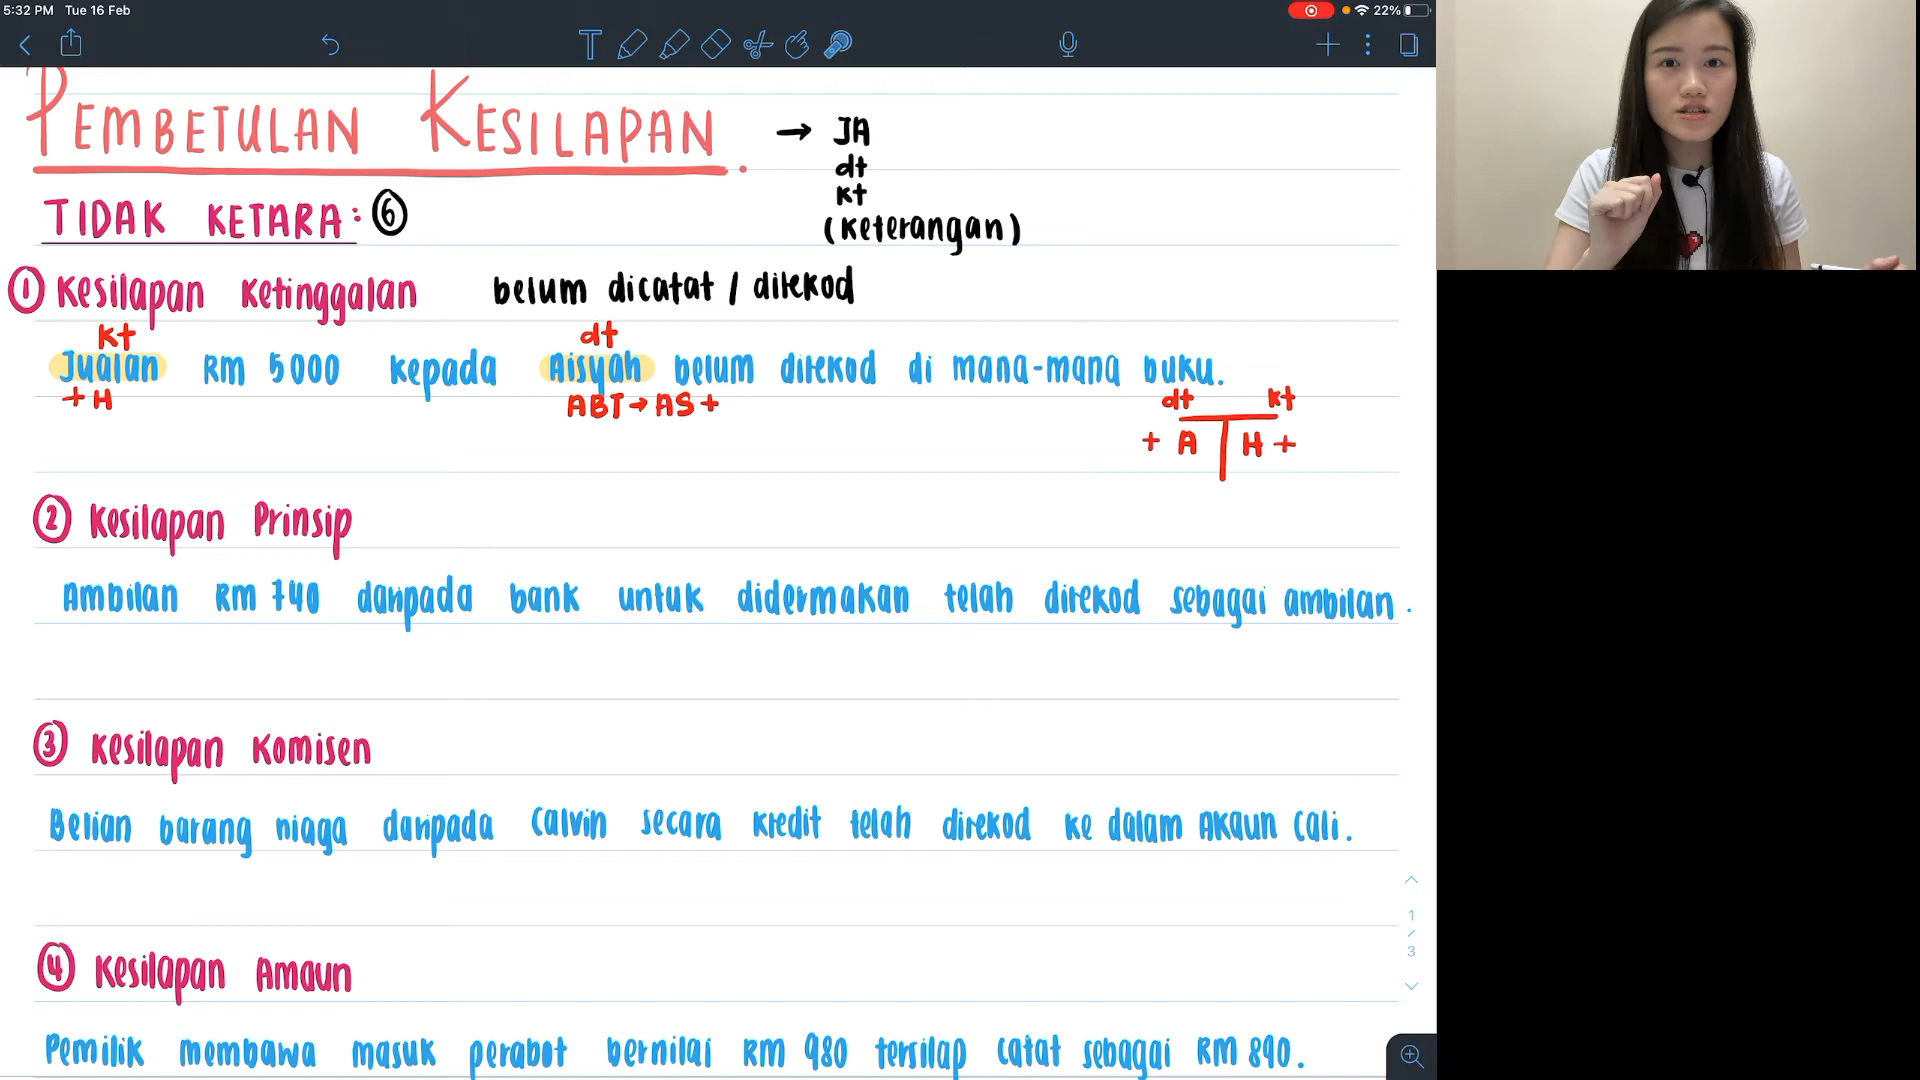 5:32 PM Tue 16 Feb 22%
PEMBETULAN KESILAPAN. → JA
dt
kt
(keterangan)
TIDAK KETARA: ⑥
① Kesilapan Ketinggalan belum dicatat / direkod
kt dt
Jualan RM 5000 kepada Aisyah belum direkod di mana-mana buku.
+ H ABT → AS +
dt kt
+ A H +
② Kesilapan Prinsip
Ambilan RM 740 daripada bank untuk didermakan telah direkod sebagai ambilan.
③ Kesilapan Komisen
Belian barang niaga daripada Calvin secara kredit telah direkod ke dalam Akaun Cali.
④ Kesilapan Amaun
Pemilik membawa masuk perabot bernilai RM 980 tersilap catat sebagai RM 890.
1
/
3